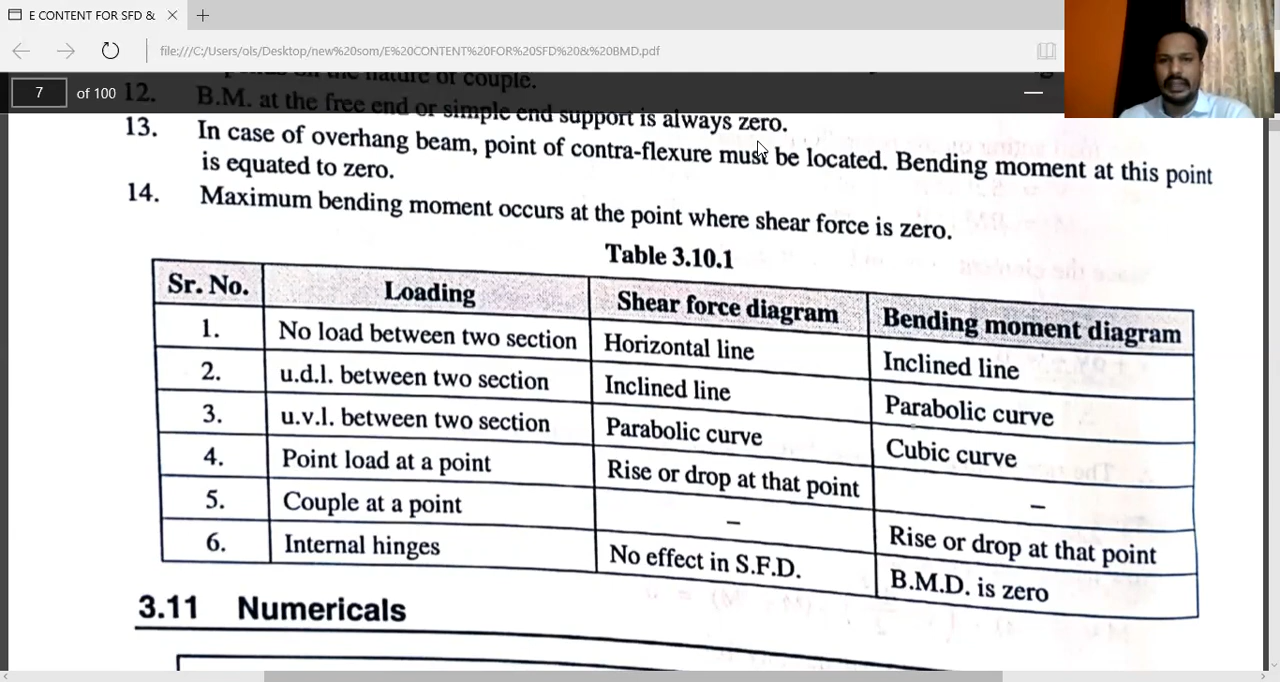 E CONTENT FOR SFD &
file:///C:/Users/ols/Desktop/new%20som/E%20CONTENT%20FOR%20SFD%20&%20BMD.pdf
7 of 100
the nature of couple.
12. B.M. at the free end or simple end support is always zero.
13. In case of overhang beam, point of contra-flexure must be located. Bending moment at this point
is equated to zero.
14. Maximum bending moment occurs at the point where shear force is zero.
Table 3.10.1
Sr. No. Loading Shear force diagram Bending moment diagram
1. No load between two section Horizontal line Inclined line
2. u.d.l. between two section Inclined line Parabolic curve
3. u.v.l. between two section Parabolic curve Cubic curve
4. Point load at a point Rise or drop at that point –
5. Couple at a point – Rise or drop at that point
6. Internal hinges No effect in S.F.D. B.M.D. is zero
3.11 Numericals